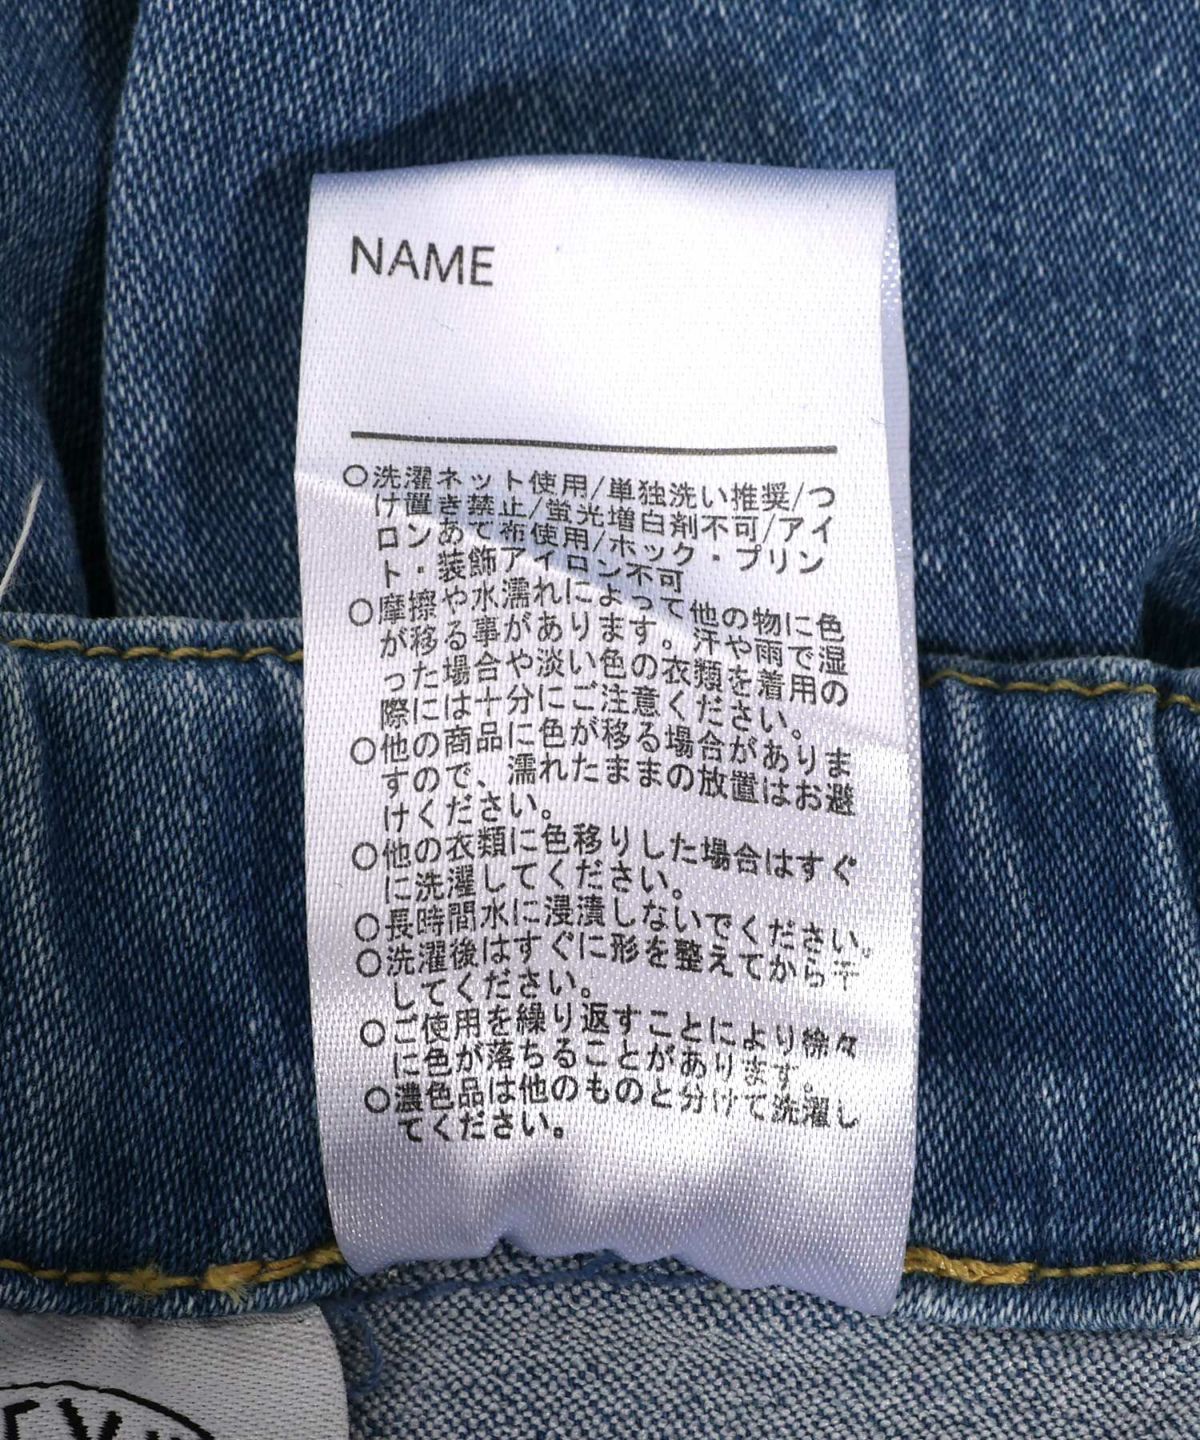 NAME
○洗濯ネット使用/単独洗い推奨/つ
け置き禁止/蛍光増白剤不可/アイ
ロンあて布使用/ホック・プリン
ト・装飾アイロン不可
○摩擦や水濡れによって他の物に色
が移る事があります。汗や雨で湿
った場合や淡い色の衣類を着用の
際には十分にご注意ください。
○他の商品に色が移る場合がありま
すので、濡れたままの放置はお避
けください。
○他の衣類に色移りした場合はすぐ
に洗濯してください。
○長時間水に浸漬しないでください。
○洗濯後はすぐに形を整えてから干
してください。
○ご使用を繰り返すことにより徐々
に色が落ちることがあります。
○濃色品は他のものと分けて洗濯し
てください。